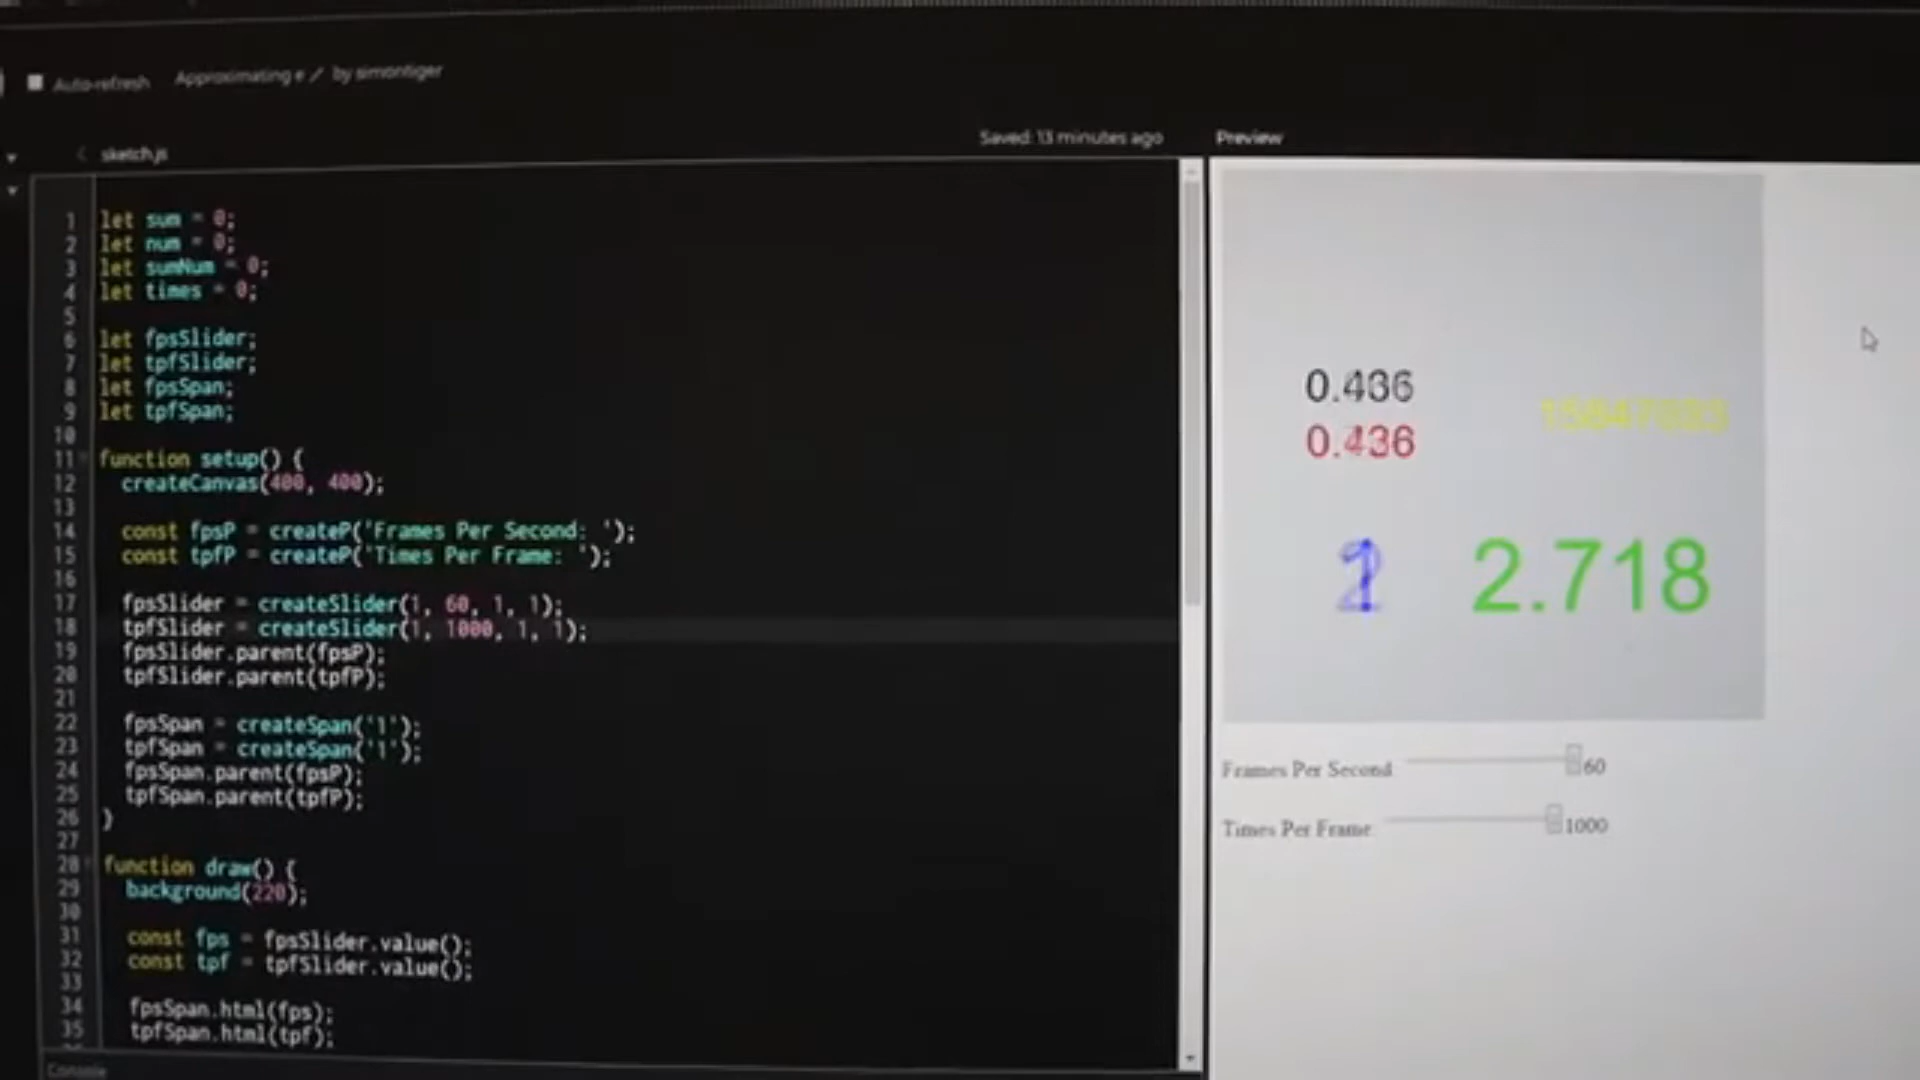 Auto-refresh Approximating e by simontiger
sketch.js
Saved: 13 minutes ago
Preview
1 let sum = 0;
2 let num = 0;
3 let sumNum = 0;
4 let times = 0;
5
6 let fpsSlider;
7 let tpfSlider;
8 let fpsSpan;
9 let tpfSpan;
10
11 function setup() {
12 createCanvas(400, 400);
13
14 const fpsP = createP('Frames Per Second: ');
15 const tpfP = createP('Times Per Frame: ');
16
17 fpsSlider = createSlider(1, 60, 1, 1);
18 tpfSlider = createSlider(1, 1000, 1, 1);
19 fpsSlider.parent(fpsP);
20 tpfSlider.parent(tpfP);
21
22 fpsSpan = createSpan('1');
23 tpfSpan = createSpan('1');
24 fpsSpan.parent(fpsP);
25 tpfSpan.parent(tpfP);
26 }
27
28 function draw() {
29 background(220);
30
31 const fps = fpsSlider.value();
32 const tpf = tpfSlider.value();
33
34 fpsSpan.html(fps);
35 tpfSpan.html(tpf);
Console
0.436
0.436
2.718
Frames Per Second: 60
Times Per Frame: 1000